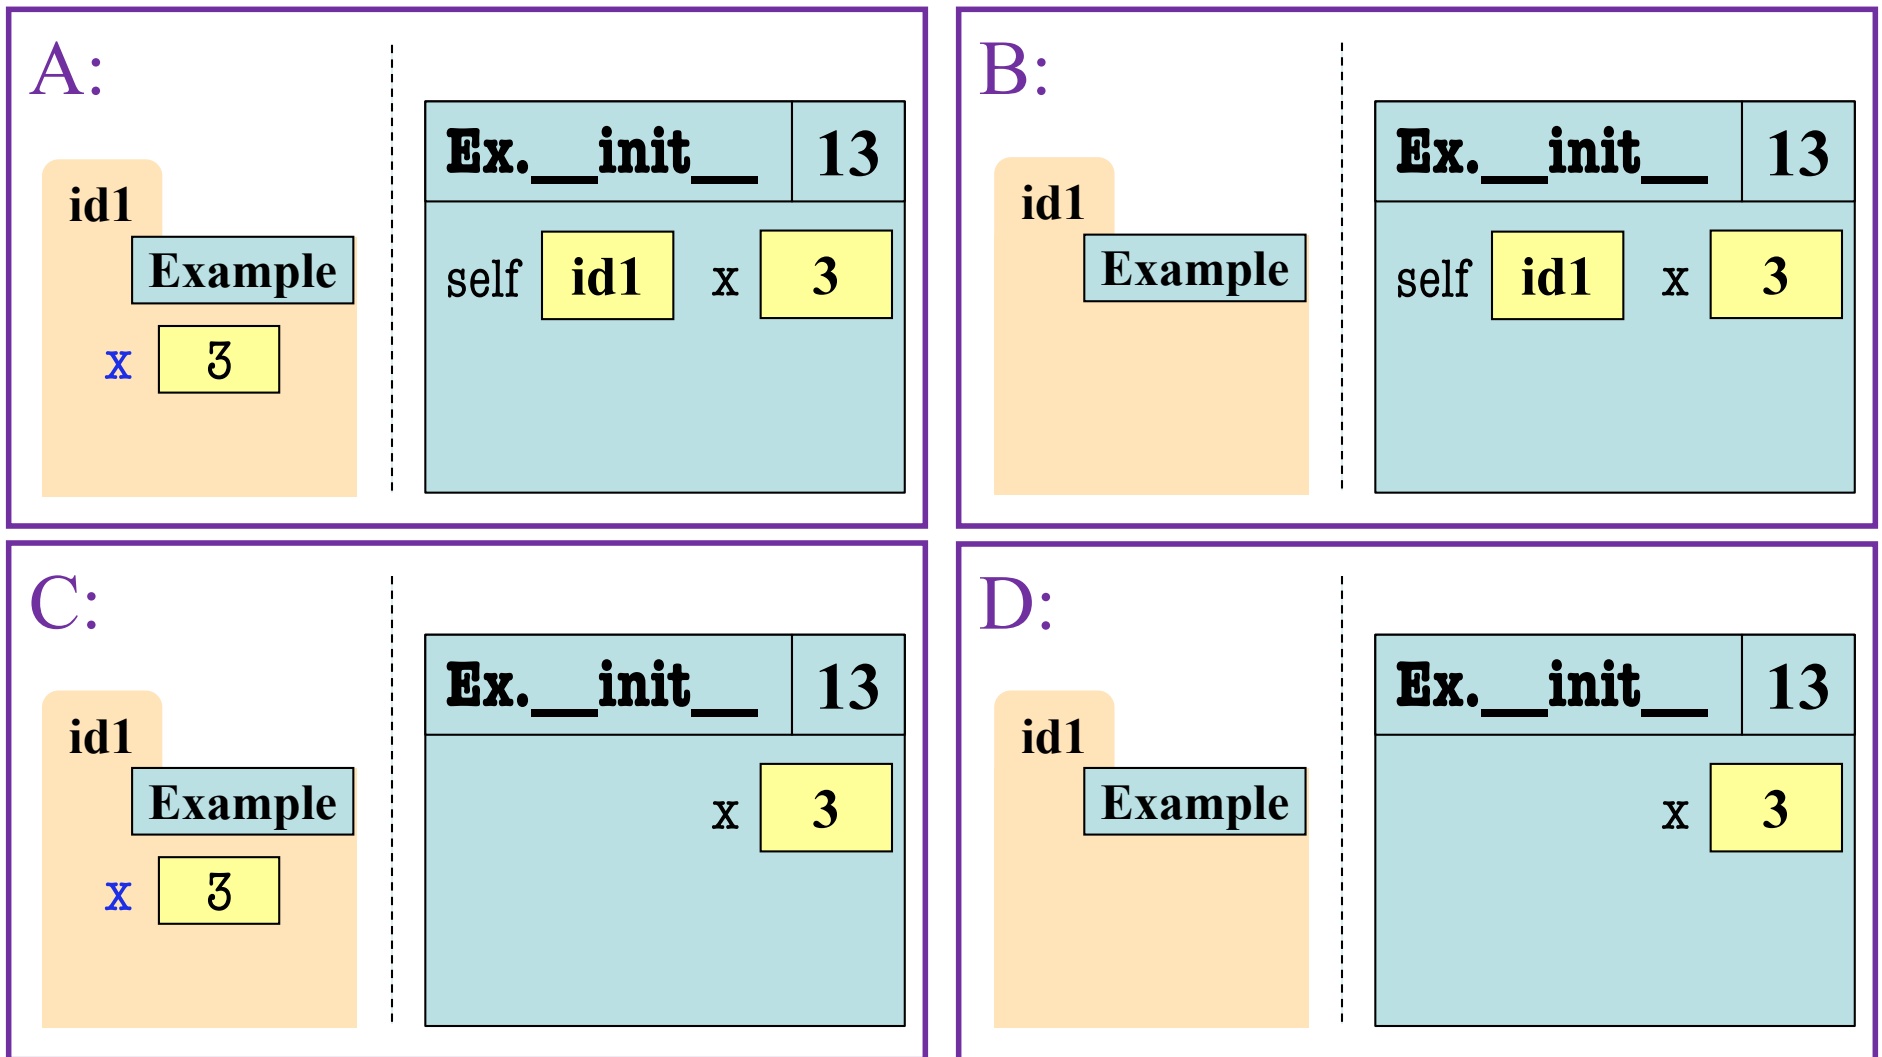 A:
Ex.__init__ 13
id1
Example
self id1 x 3
x 3
B:
Ex.__init__ 13
id1
Example
self id1 x 3
C:
Ex.__init__ 13
id1
Example
x 3
x 3
D:
Ex.__init__ 13
id1
Example
x 3